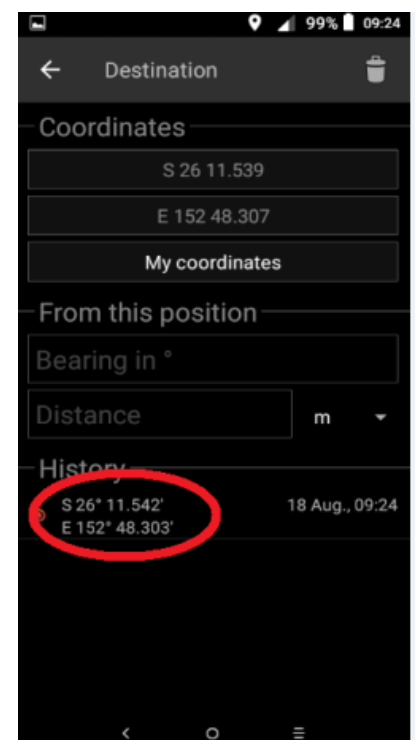 99% 09:24
Destination
Coordinates
S 26 11.539
E 152 48.307
My coordinates
From this position
Bearing in °
Distance
m
History
S 26° 11.542'
18 Aug., 09:24
E 152° 48.303'